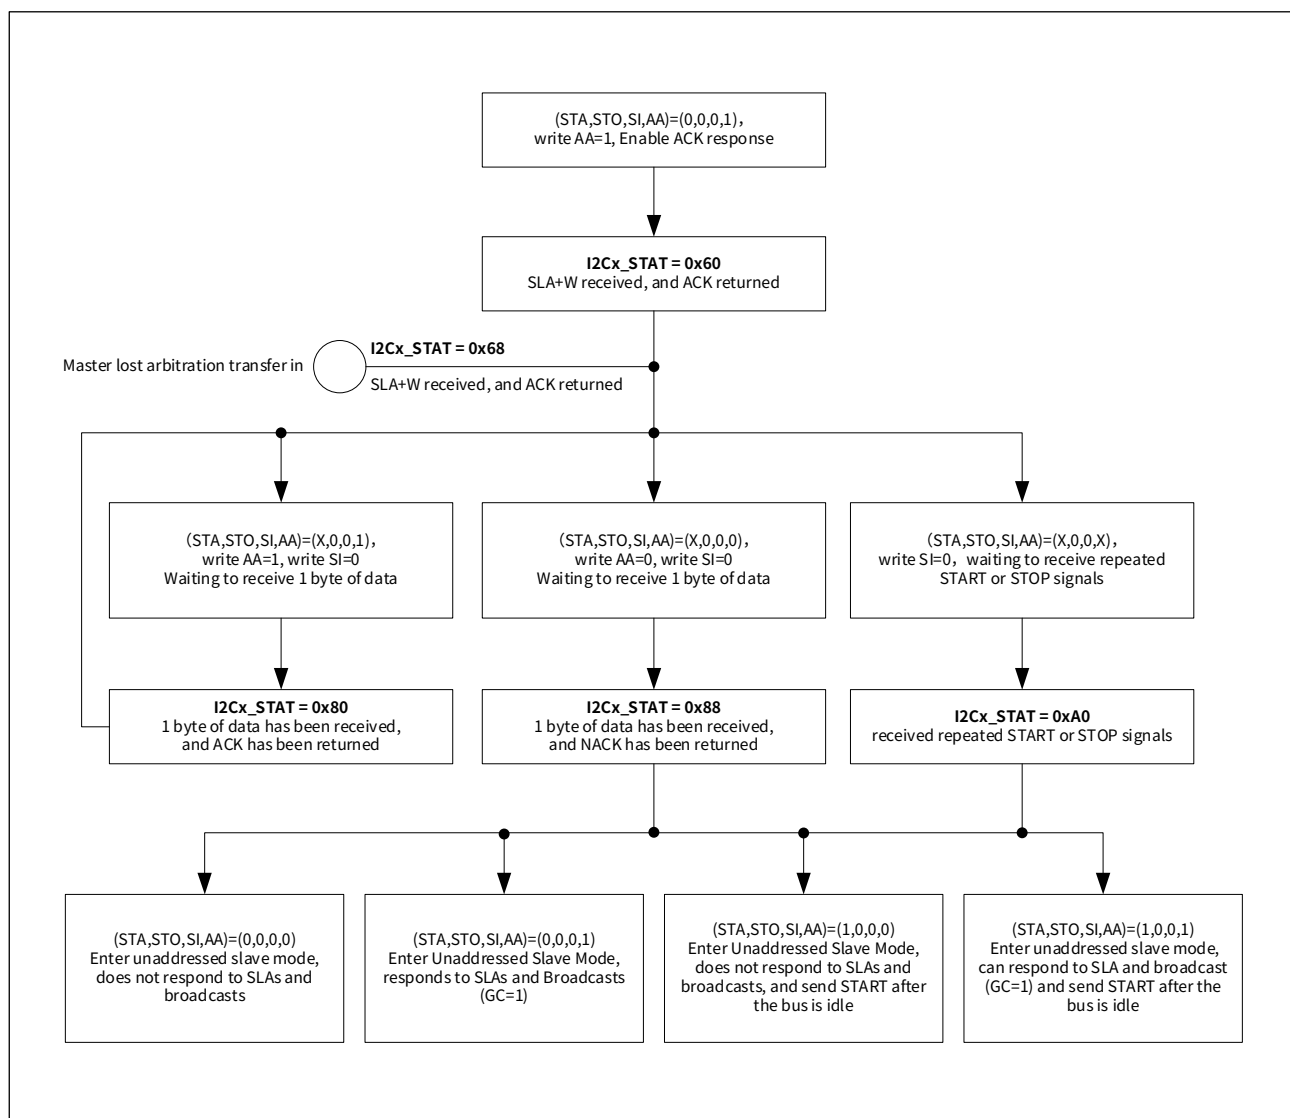 (STA,STO,SI,AA)=(0,0,0,1),
write AA=1, Enable ACK response
I2Cx_STAT = 0x60
SLA+W received, and ACK returned
I2Cx_STAT = 0x68
Master lost arbitration transfer in
SLA+W received, and ACK returned
(STA,STO,SI,AA)=(X,0,0,1),
write AA=1, write SI=0
Waiting to receive 1 byte of data
(STA,STO,SI,AA)=(X,0,0,0),
write AA=0, write SI=0
Waiting to receive 1 byte of data
(STA,STO,SI,AA)=(X,0,0,X),
write SI=0, waiting to receive repeated
START or STOP signals
I2Cx_STAT = 0x80
1 byte of data has been received,
and ACK has been returned
I2Cx_STAT = 0x88
1 byte of data has been received,
and NACK has been returned
I2Cx_STAT = 0xA0
received repeated START or STOP signals
(STA,STO,SI,AA)=(0,0,0,0)
Enter unaddressed slave mode,
does not respond to SLAs and
broadcasts
(STA,STO,SI,AA)=(0,0,0,1)
Enter Unaddressed Slave Mode,
responds to SLAs and Broadcasts
(GC=1)
(STA,STO,SI,AA)=(1,0,0,0)
Enter Unaddressed Slave Mode,
does not respond to SLAs and
broadcasts, and send START after
the bus is idle
(STA,STO,SI,AA)=(1,0,0,1)
Enter unaddressed slave mode,
can respond to SLA and broadcast
(GC=1) and send START after the
bus is idle